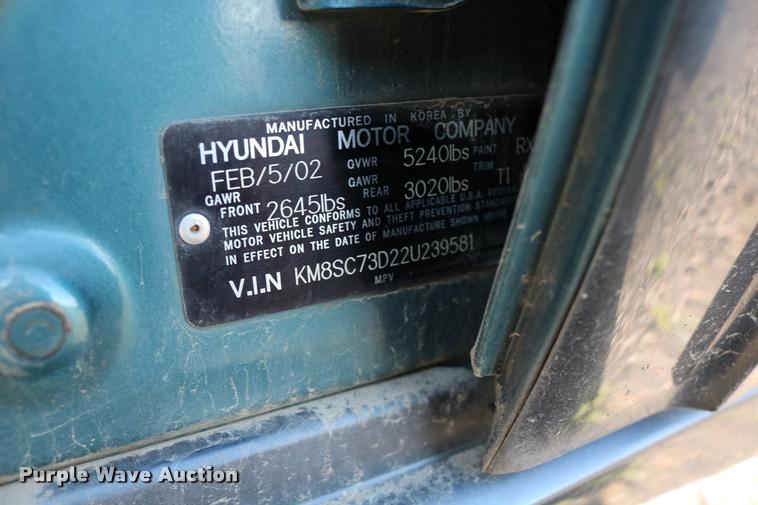 MANUFACTURED IN KOREA BY
HYUNDAI MOTOR COMPANY
FEB/5/02 GVWR 5240lbs PAINT RX
GAWR FRONT 2645lbs GAWR REAR 3020lbs TRIM TI
THIS VEHICLE CONFORMS TO ALL APPLICABLE U.S.A. FEDERAL
MOTOR VEHICLE SAFETY AND THEFT PREVENTION STANDARDS
IN EFFECT ON THE DATE OF MANUFACTURE SHOWN ABOVE.
V.I.N KM8SC73D22U239581
MPV
Purple Wave Auction